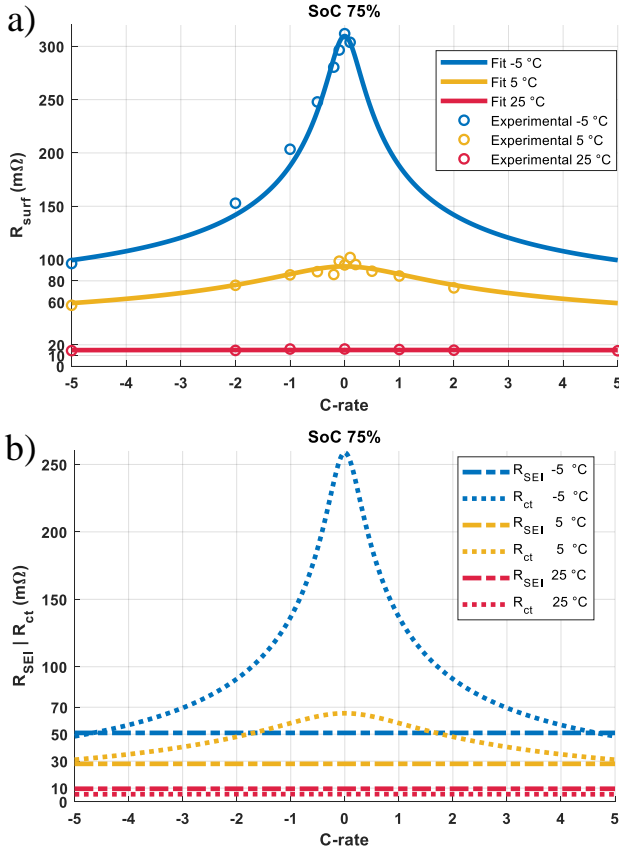 a)
SoC 75%
R_surf (mΩ)
300
250
200
150
100
80
60
20
10
0
Fit -5 °C
Fit 5 °C
Fit 25 °C
Experimental -5 °C
Experimental 5 °C
Experimental 25 °C
-5 -4 -3 -2 -1 0 1 2 3 4 5
C-rate
b)
SoC 75%
R_SEI | R_ct (mΩ)
250
200
150
100
70
50
30
10
0
R_SEI -5 °C
R_ct -5 °C
R_SEI 5 °C
R_ct 5 °C
R_SEI 25 °C
R_ct 25 °C
-5 -4 -3 -2 -1 0 1 2 3 4 5
C-rate